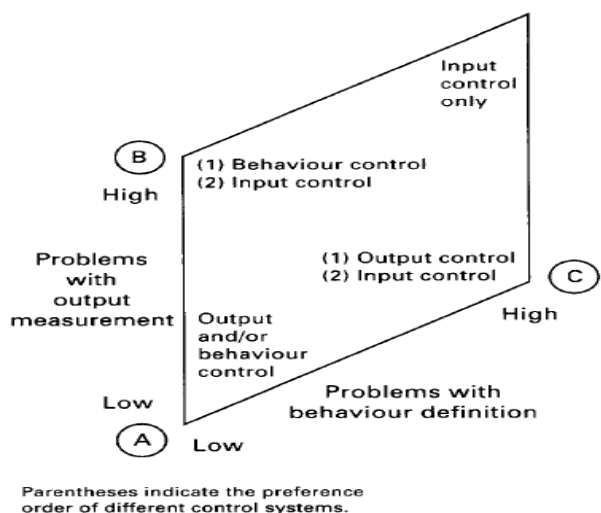 Input
control
only
B
(1) Behaviour control
(2) Input control
High
Problems
with
output
measurement
(1) Output control
(2) Input control
C
High
Output
and/or
behaviour
control
Problems with
behaviour definition
Low
A
Low
Parentheses indicate the preference
order of different control systems.